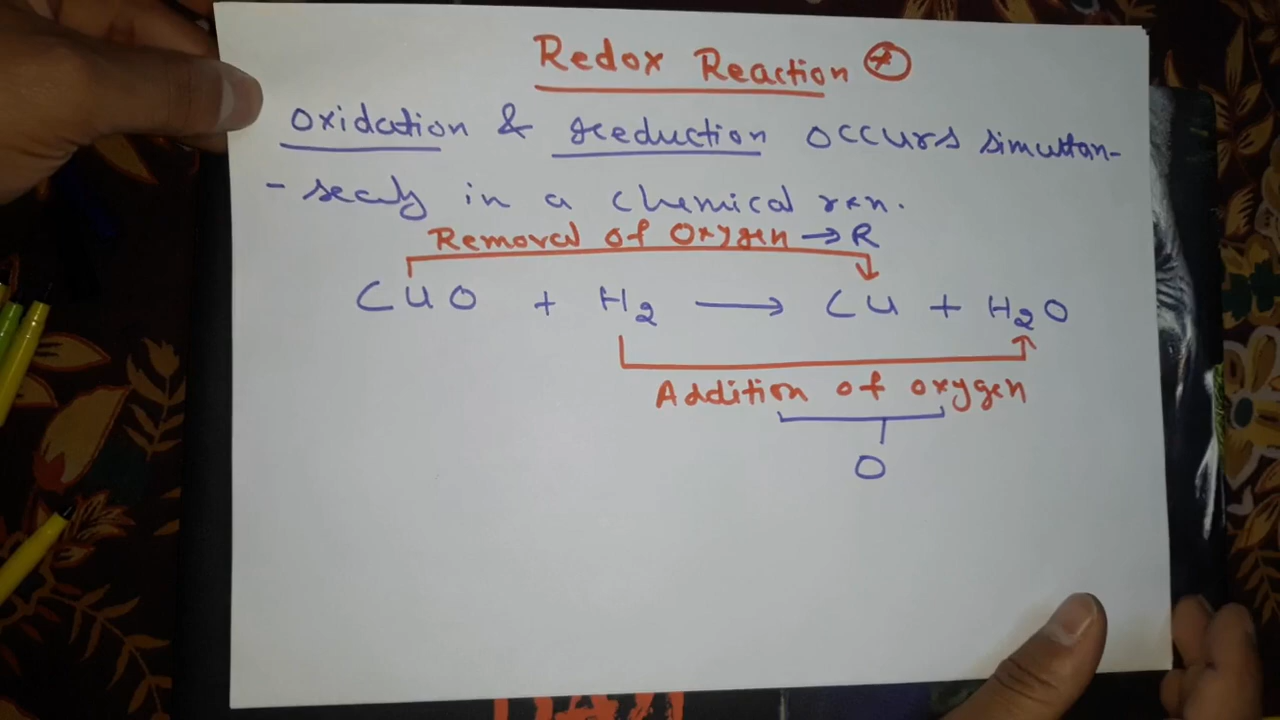 Redox Reaction *
Oxidation & reduction occurs simultan-
- seauly in a chemical rxn.
Removal of Oxygen → R
CuO + H2 → Cu + H2O
Addition of oxygen
O